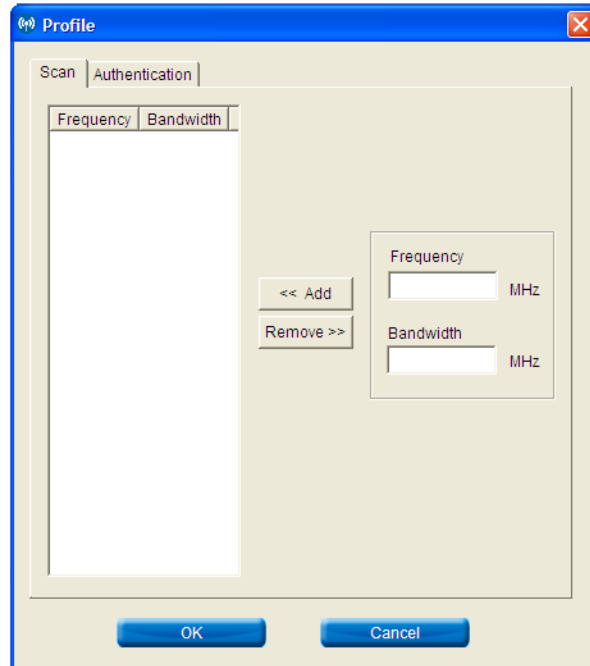 Profile
Scan Authentication
Frequency Bandwidth
Frequency
MHz
<< Add
Remove >>
Bandwidth
MHz
OK Cancel